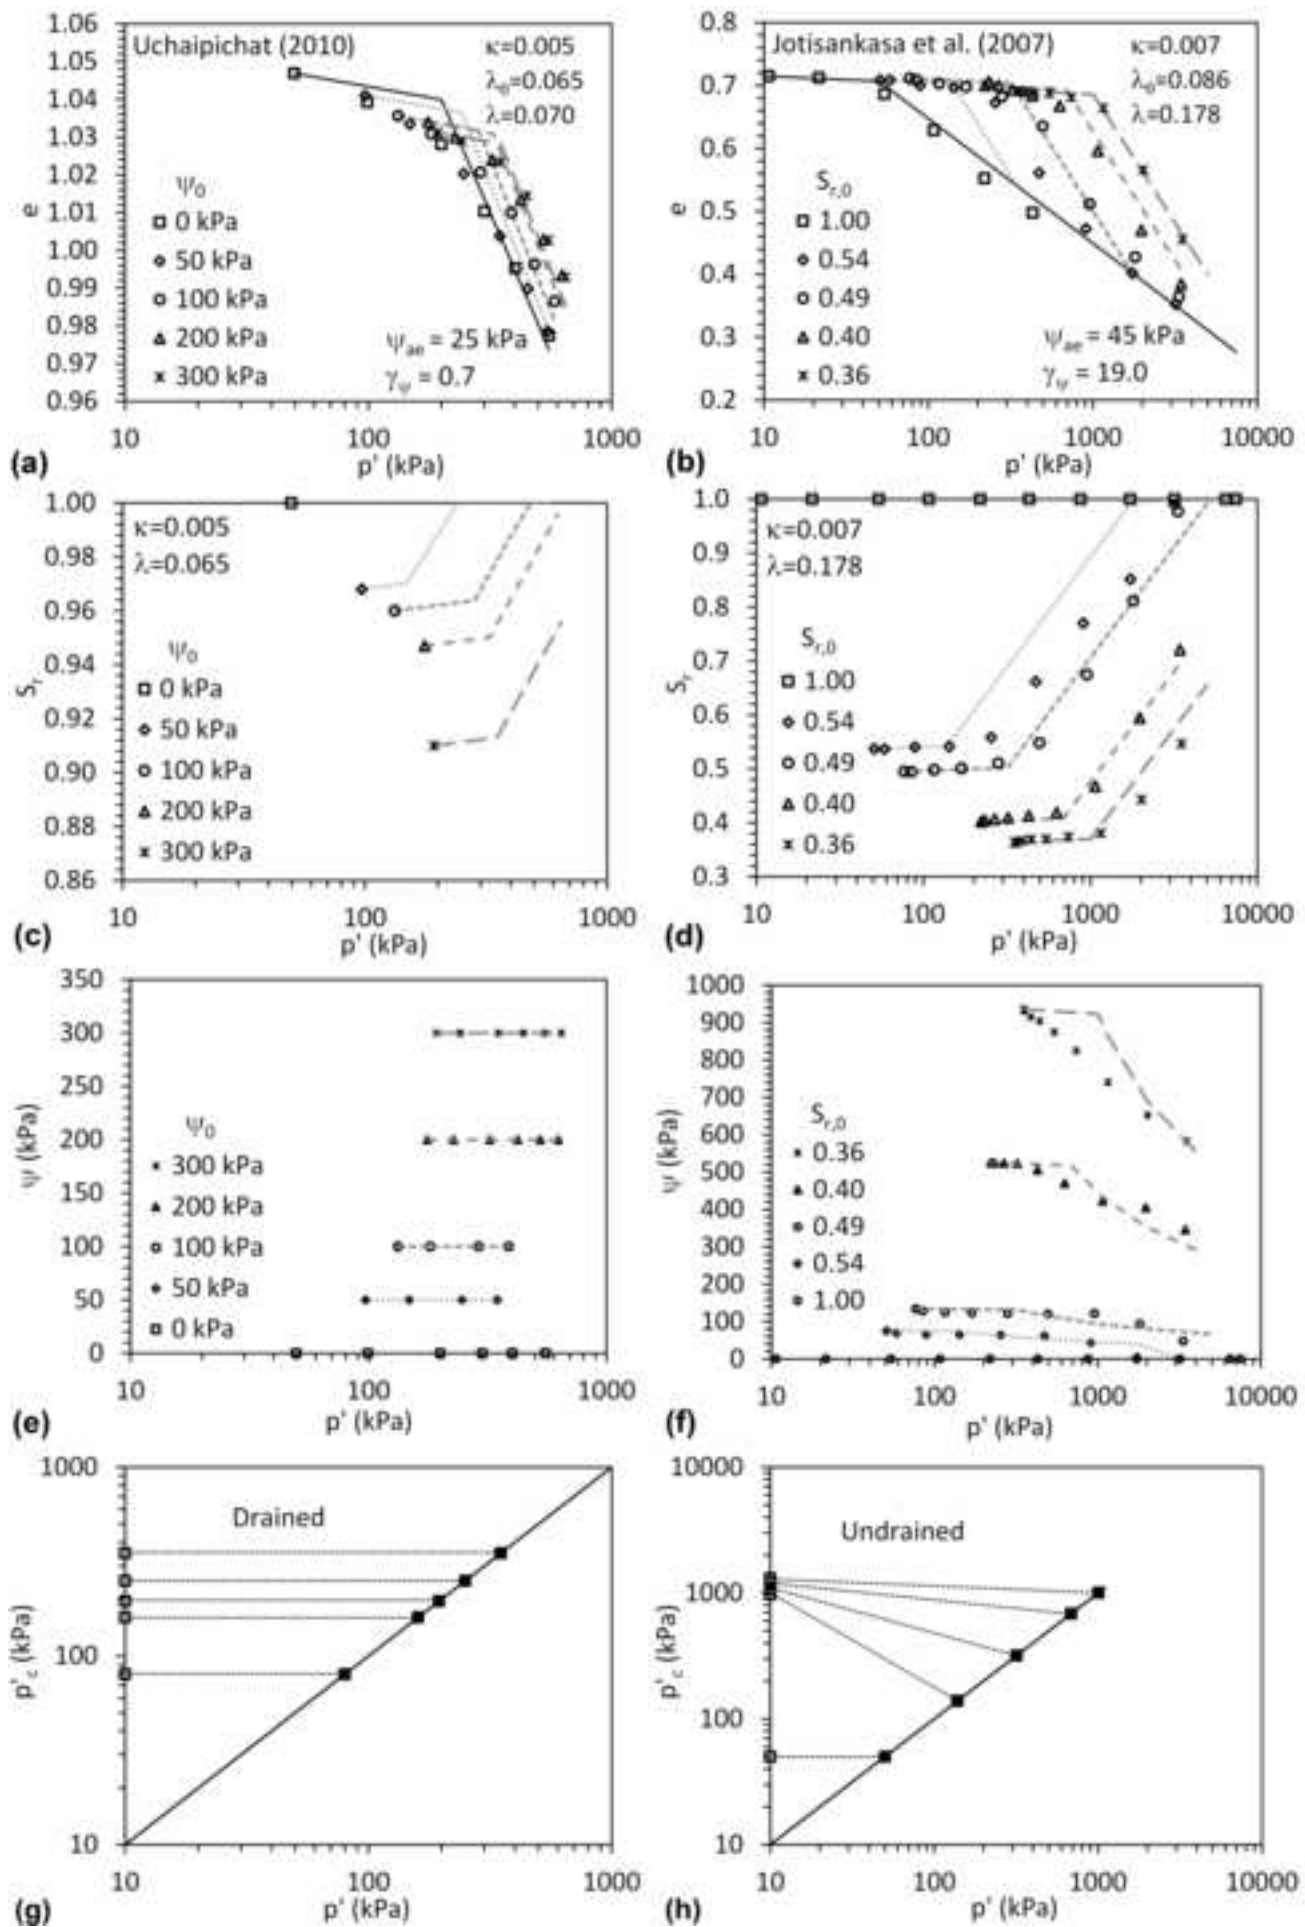 1.06
1.05
1.04
1.03
1.02
1.01
1.00
0.99
0.98
0.97
0.96
e
Uchaipichat (2010)
κ=0.005
λ₀=0.065
λ=0.070
ψ₀
0 kPa
50 kPa
100 kPa
200 kPa
300 kPa
ψae = 25 kPa
γψ = 0.7
10 100 1000
(a) p' (kPa)
0.8
0.7
0.6
0.5
0.4
0.3
0.2
e
Jotisankasa et al. (2007)
κ=0.007
λ₀=0.086
λ=0.178
Sr,0
1.00
0.54
0.49
0.40
0.36
ψae = 45 kPa
γψ = 19.0
10 100 1000 10000
(b) p' (kPa)
1.00
0.98
0.96
0.94
0.92
0.90
0.88
0.86
Sr
κ=0.005
λ=0.065
ψ₀
0 kPa
50 kPa
100 kPa
200 kPa
300 kPa
10 100 1000
(c) p' (kPa)
1.0
0.9
0.8
0.7
0.6
0.5
0.4
0.3
Sr
κ=0.007
λ=0.178
Sr,0
1.00
0.54
0.49
0.40
0.36
10 100 1000 10000
(d) p' (kPa)
350
300
250
200
150
100
50
0
ψ (kPa)
ψ₀
300 kPa
200 kPa
100 kPa
50 kPa
0 kPa
10 100 1000
(e) p' (kPa)
1000
900
800
700
600
500
400
300
200
100
0
ψ (kPa)
Sr,0
0.36
0.40
0.49
0.54
1.00
10 100 1000 10000
(f) p' (kPa)
1000
100
10
p'c (kPa)
Drained
10 100 1000
(g) p' (kPa)
10000
1000
100
10
p'c (kPa)
Undrained
10 100 1000 10000
(h) p' (kPa)